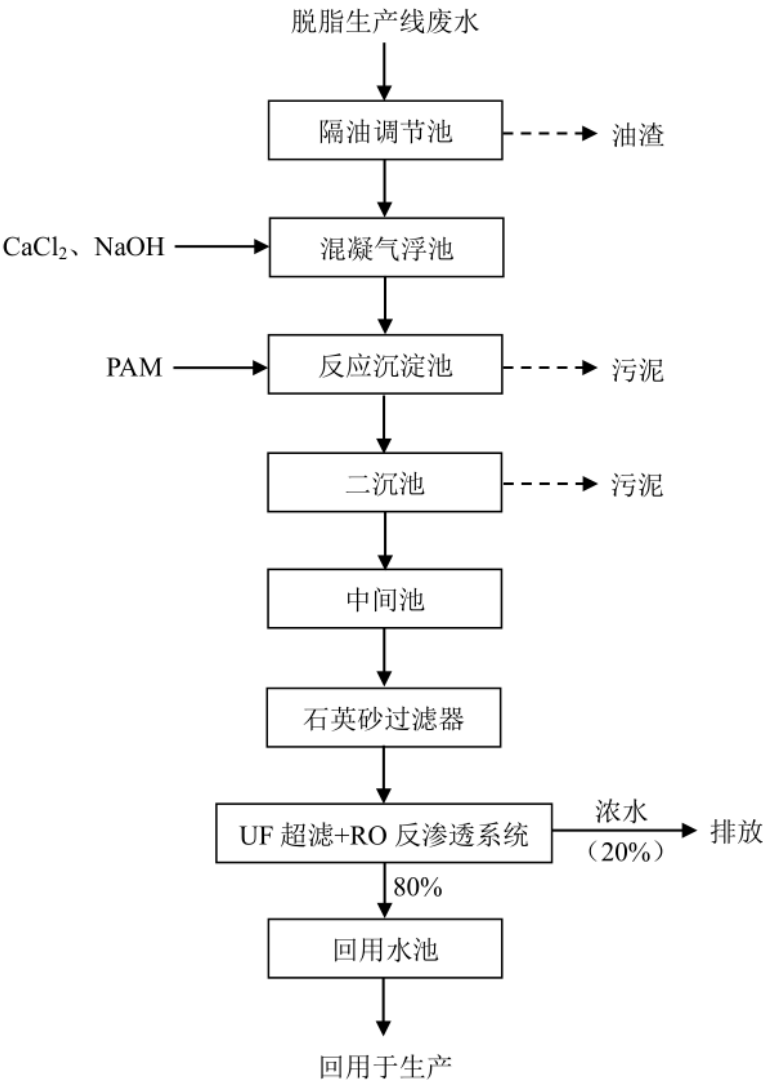 脱脂生产线废水
隔油调节池
油渣
CaCl₂、NaOH
混凝气浮池
PAM
反应沉淀池
污泥
二沉池
污泥
中间池
石英砂过滤器
UF 超滤+RO 反渗透系统
浓水
（20%）
排放
80%
回用水池
回用于生产